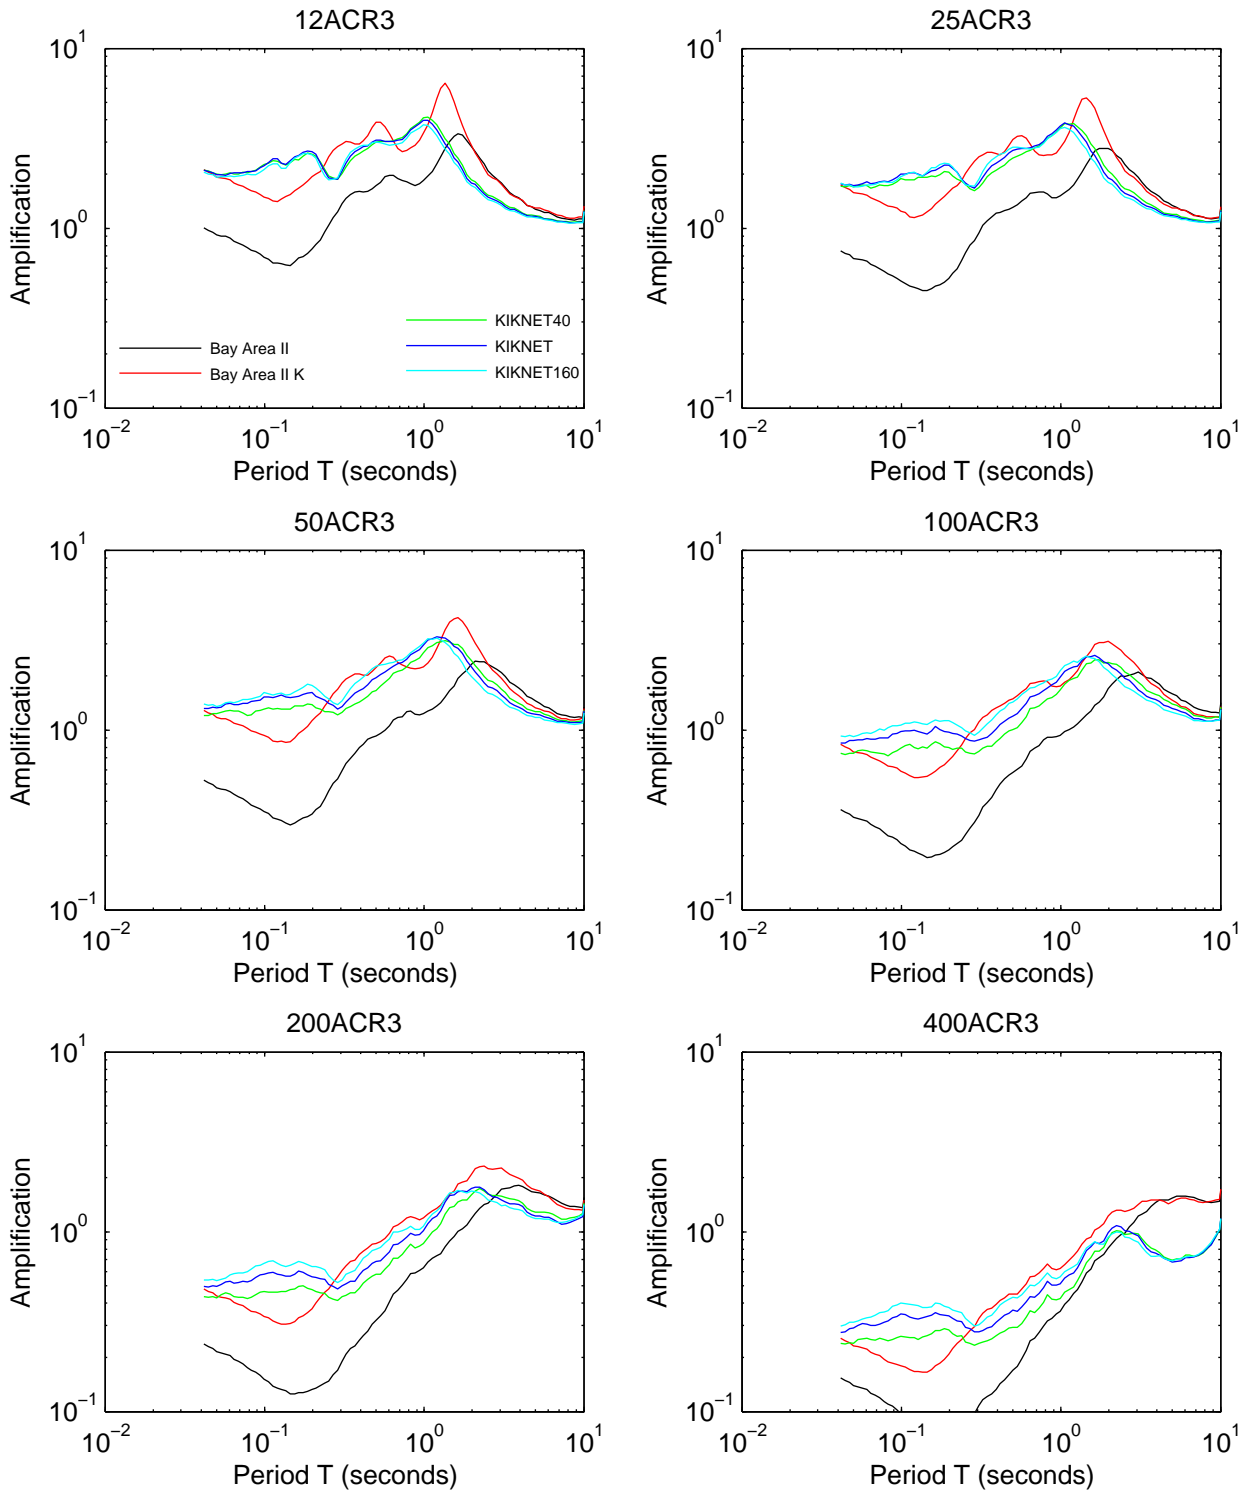 12ACR3
10^1
10^0
10^−1
10^−2 10^−1 10^0 10^1
Amplification
Period T (seconds)
Bay Area II
Bay Area II K
KIKNET40
KIKNET
KIKNET160
25ACR3
10^1
10^0
10^−1
10^−2 10^−1 10^0 10^1
Amplification
Period T (seconds)
50ACR3
10^1
10^0
10^−1
10^−2 10^−1 10^0 10^1
Amplification
Period T (seconds)
100ACR3
10^1
10^0
10^−1
10^−2 10^−1 10^0 10^1
Amplification
Period T (seconds)
200ACR3
10^1
10^0
10^−1
10^−2 10^−1 10^0 10^1
Amplification
Period T (seconds)
400ACR3
10^1
10^0
10^−1
10^−2 10^−1 10^0 10^1
Amplification
Period T (seconds)